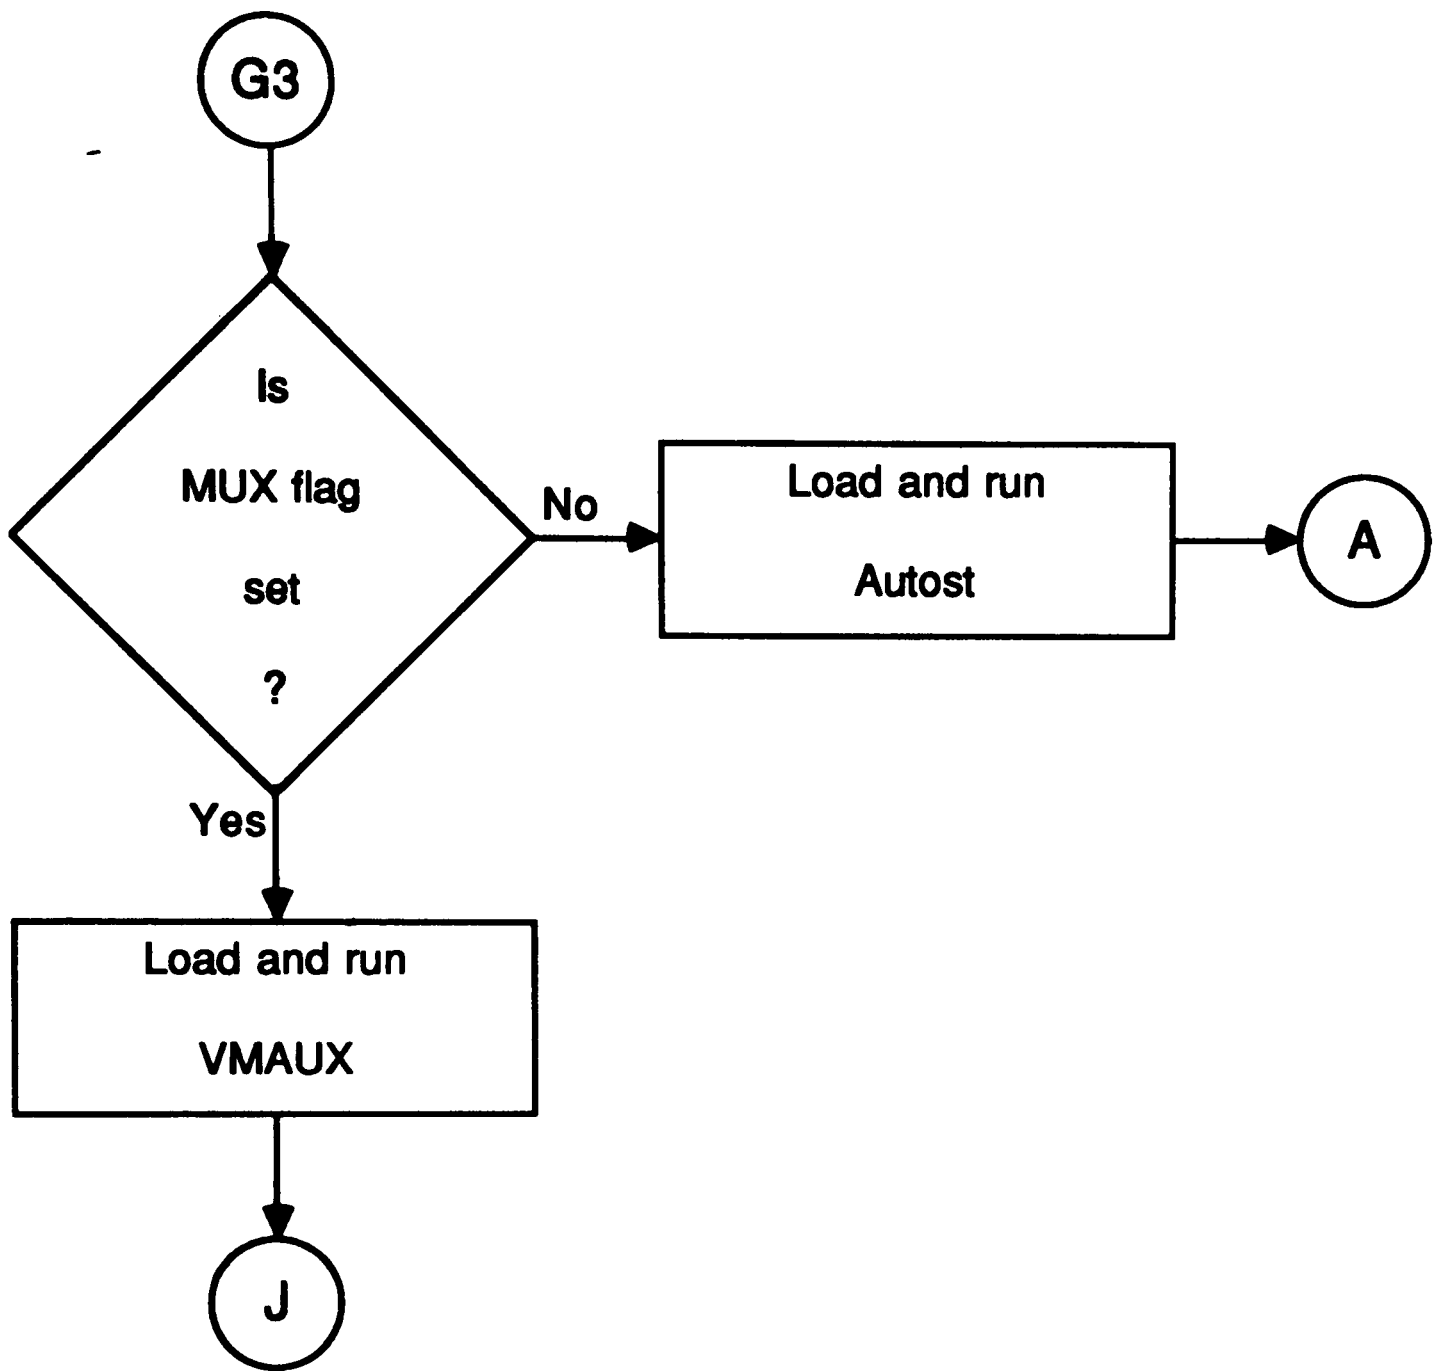 G3
Is
MUX flag
set
?
No
Load and run
Autost
A
Yes
Load and run
VMAUX
J